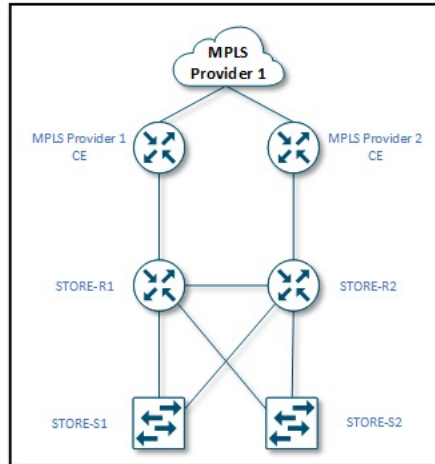 MPLS
Provider 1
MPLS Provider 1
CE
MPLS Provider 2
CE
STORE-R1
STORE-R2
STORE-S1
STORE-S2